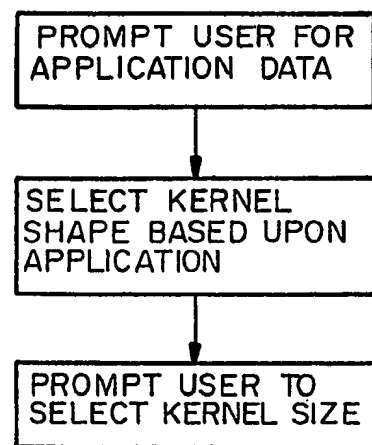 PROMPT USER FOR
APPLICATION DATA
SELECT KERNEL
SHAPE BASED UPON
APPLICATION
PROMPT USER TO
SELECT KERNEL SIZE